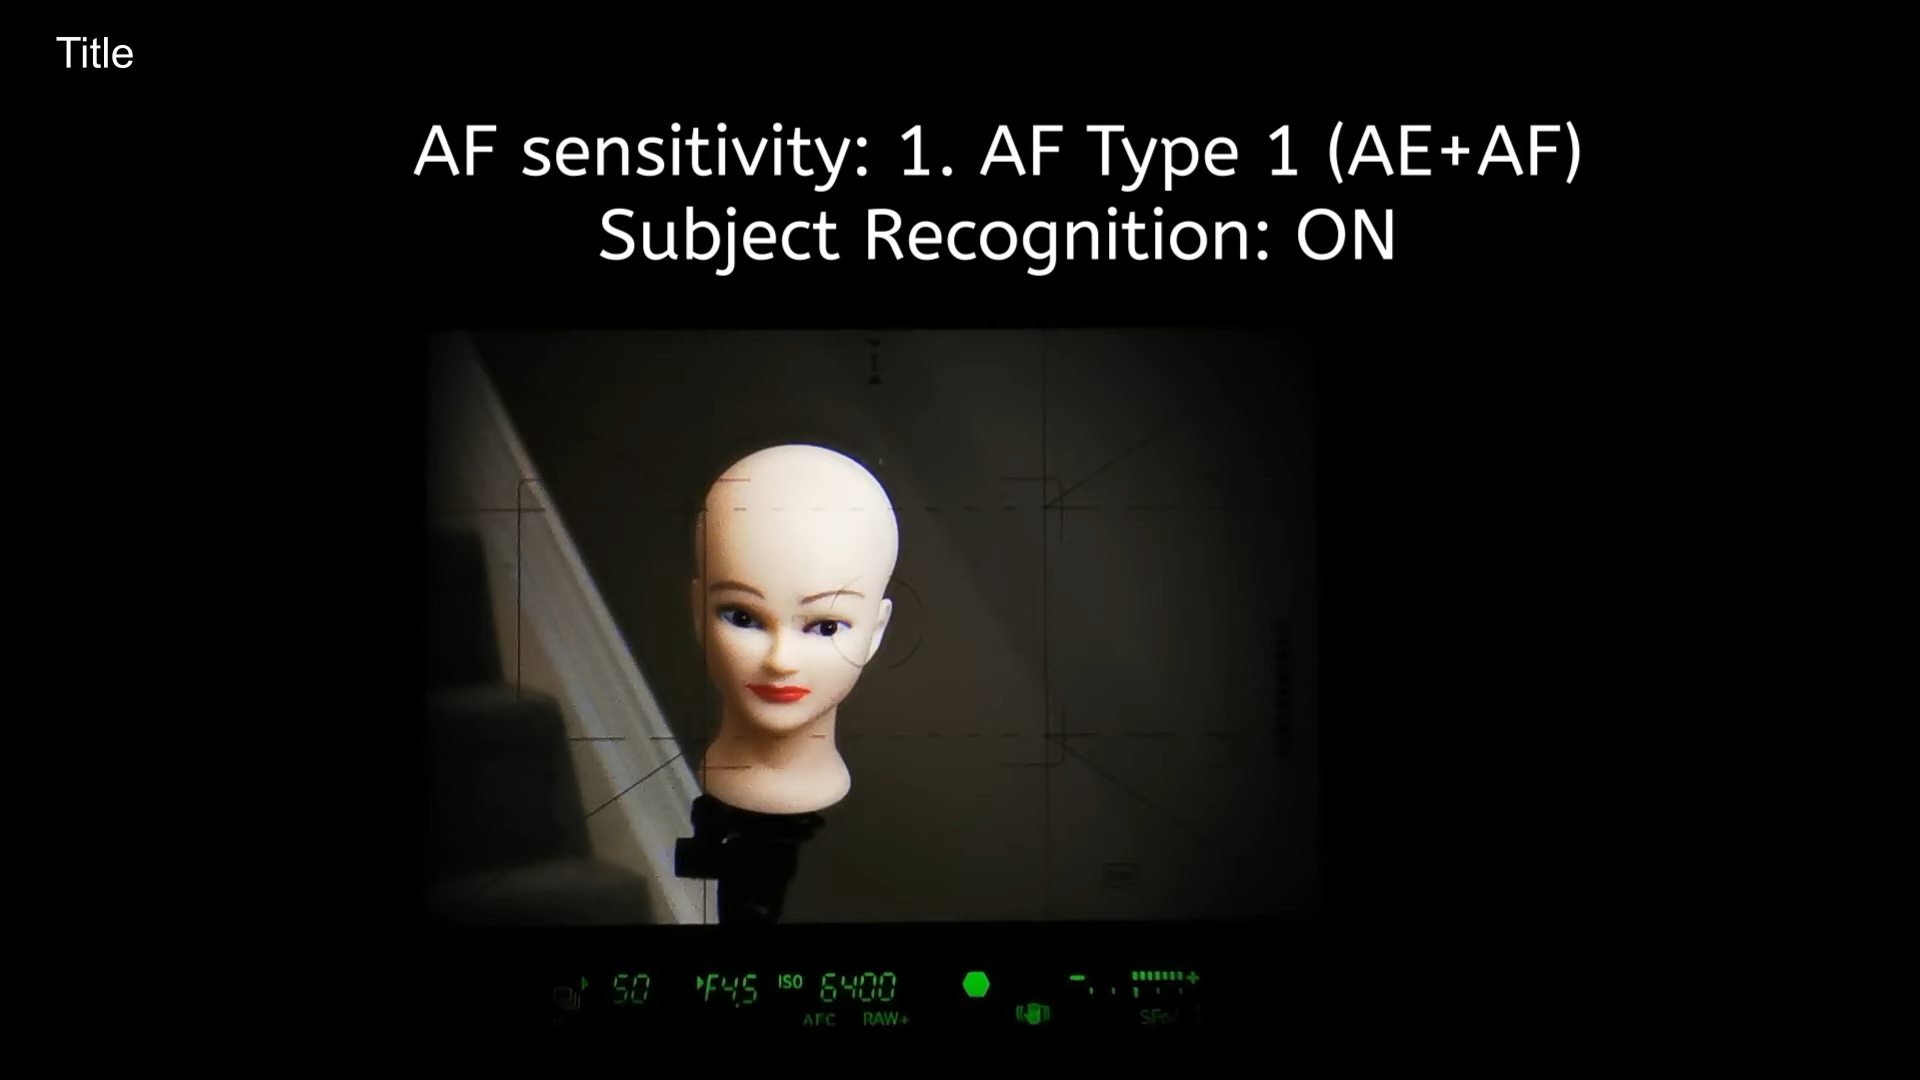 Title
AF sensitivity: 1. AF Type 1 (AE+AF)
Subject Recognition: ON
50 F4.5 ISO 6400
AFC RAW+